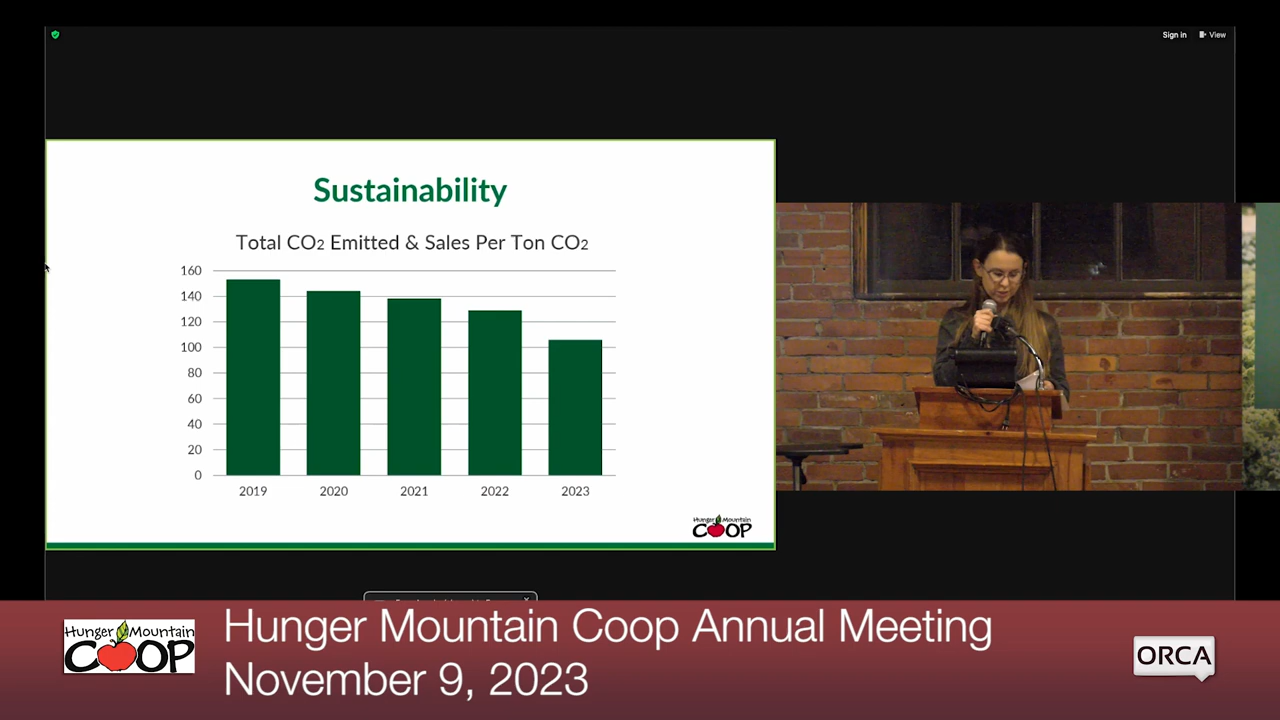 Sign in View
Sustainability
Total CO2 Emitted & Sales Per Ton CO2
160
140
120
100
80
60
40
20
0
2019 2020 2021 2022 2023
Hunger Mountain
COOP
Hunger Mountain
COOP
Hunger Mountain Coop Annual Meeting
November 9, 2023
ORCA